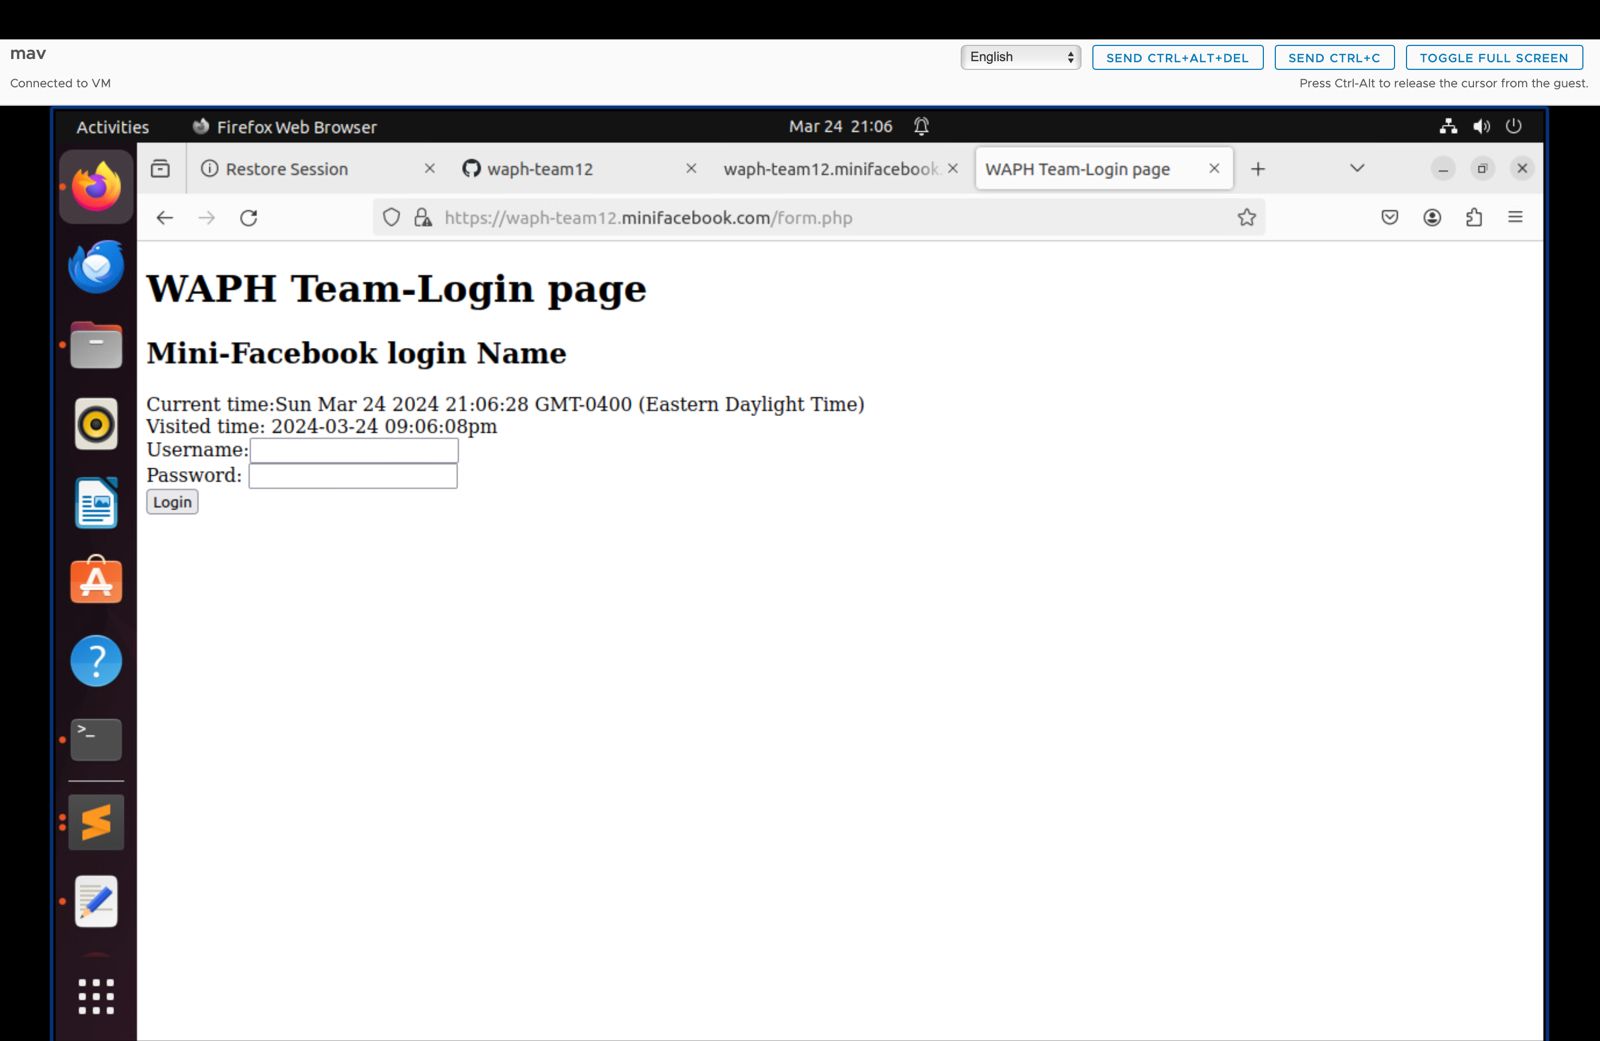 mav
English
SEND CTRL+ALT+DEL
SEND CTRL+C
TOGGLE FULL SCREEN
Connected to VM
Press Ctrl-Alt to release the cursor from the guest.
Activities
Firefox Web Browser
Mar 24 21:06
Restore Session
waph-team12
waph-team12.minifacebook
WAPH Team-Login page
https://waph-team12.minifacebook.com/form.php
WAPH Team-Login page
Mini-Facebook login Name
Current time:Sun Mar 24 2024 21:06:28 GMT-0400 (Eastern Daylight Time)
Visited time: 2024-03-24 09:06:08pm
Username:
Password:
Login